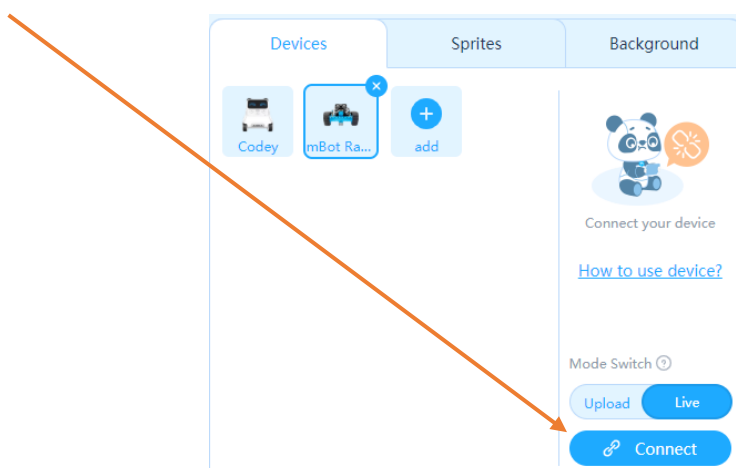 Devices
Sprites
Background
Codey
mBot Ra...
add
Connect your device
How to use device?
Mode Switch
Upload
Live
Connect